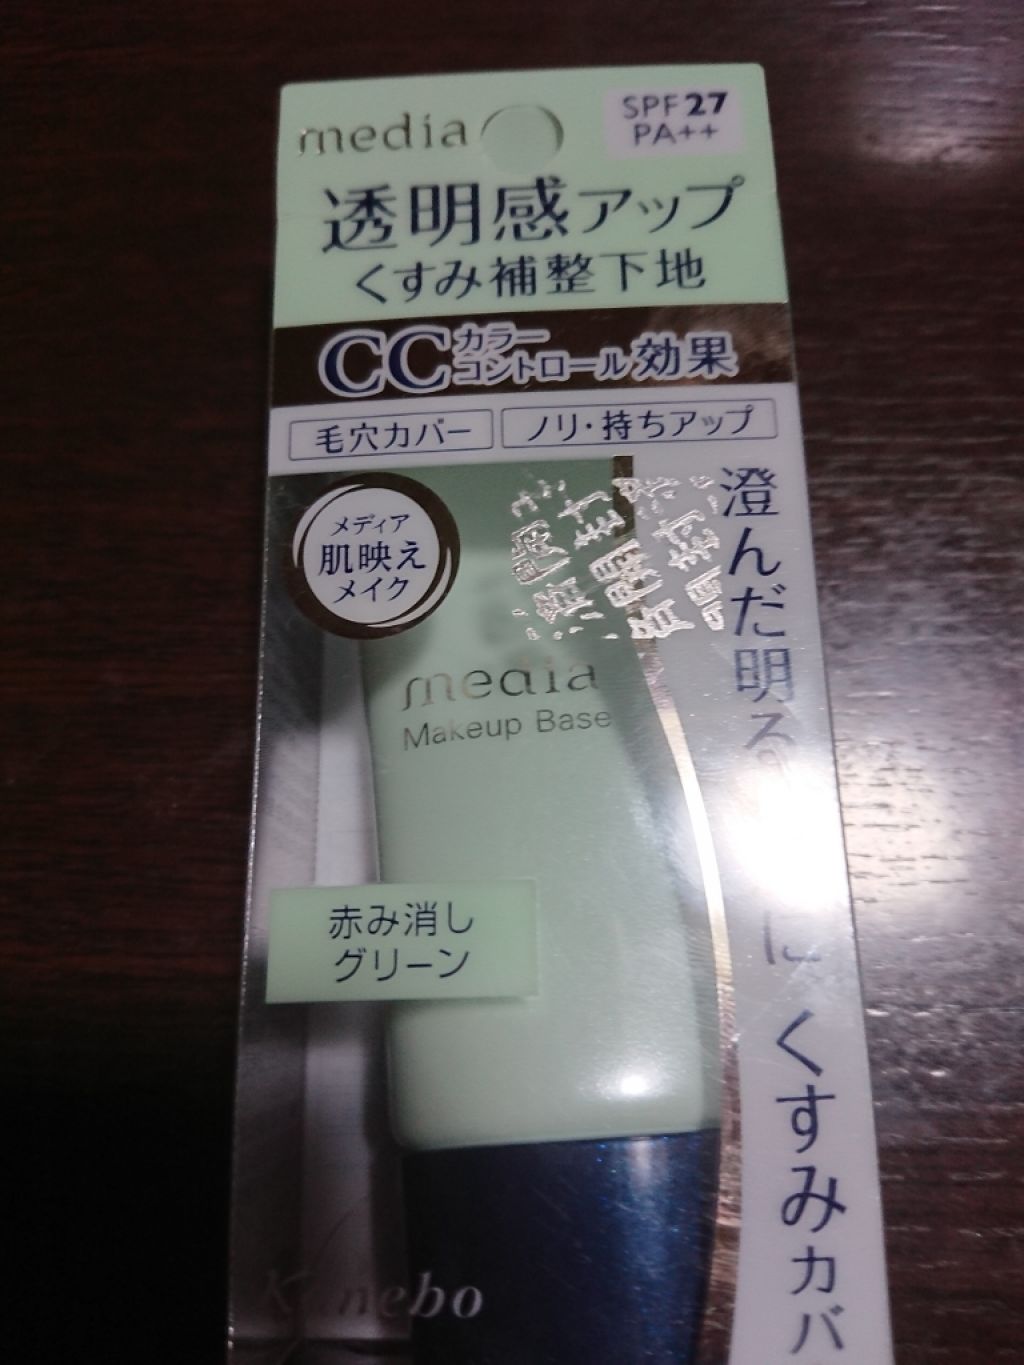 media
SPF27
PA++
透明感アップ
くすみ補整下地
CCカラーコントロール効果
毛穴カバー
ノリ・持ちアップ
メディア
肌映え
メイク
澄んだ明る
に くすみカバ
media
Makeup Base
赤み消し
グリーン
Kanebo